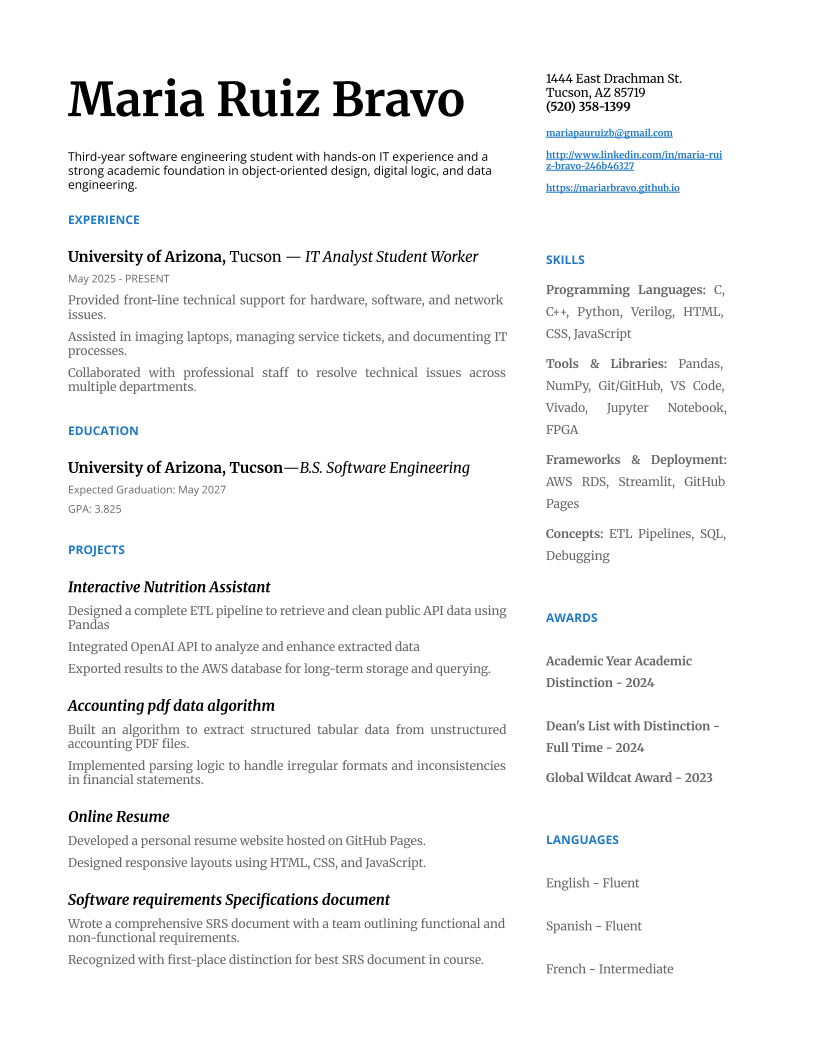 Maria Ruiz Bravo
Third-year software engineering student with hands-on IT experience and a
strong academic foundation in object-oriented design, digital logic, and data
engineering.
EXPERIENCE
University of Arizona, Tucson — IT Analyst Student Worker
May 2025 - PRESENT
Provided front-line technical support for hardware, software, and network
issues.
Assisted in imaging laptops, managing service tickets, and documenting IT
processes.
Collaborated with professional staff to resolve technical issues across
multiple departments.
EDUCATION
University of Arizona, Tucson—B.S. Software Engineering
Expected Graduation: May 2027
GPA: 3.825
PROJECTS
Interactive Nutrition Assistant
Designed a complete ETL pipeline to retrieve and clean public API data using
Pandas
Integrated OpenAI API to analyze and enhance extracted data
Exported results to the AWS database for long-term storage and querying.
Accounting pdf data algorithm
Built an algorithm to extract structured tabular data from unstructured
accounting PDF files.
Implemented parsing logic to handle irregular formats and inconsistencies
in financial statements.
Online Resume
Developed a personal resume website hosted on GitHub Pages.
Designed responsive layouts using HTML, CSS, and JavaScript.
Software requirements Specifications document
Wrote a comprehensive SRS document with a team outlining functional and
non-functional requirements.
Recognized with first-place distinction for best SRS document in course.
1444 East Drachman St.
Tucson, AZ 85719
(520) 358-1399
mariapauruizb@gmail.com
http://www.linkedin.com/in/maria-rui
z-bravo-246b46327
https://mariarbravo.github.io
SKILLS
Programming Languages: C,
C++, Python, Verilog, HTML,
CSS, JavaScript
Tools & Libraries: Pandas,
NumPy, Git/GitHub, VS Code,
Vivado, Jupyter Notebook,
FPGA
Frameworks & Deployment:
AWS RDS, Streamlit, GitHub
Pages
Concepts: ETL Pipelines, SQL,
Debugging
AWARDS
Academic Year Academic
Distinction - 2024
Dean's List with Distinction -
Full Time - 2024
Global Wildcat Award - 2023
LANGUAGES
English - Fluent
Spanish - Fluent
French - Intermediate